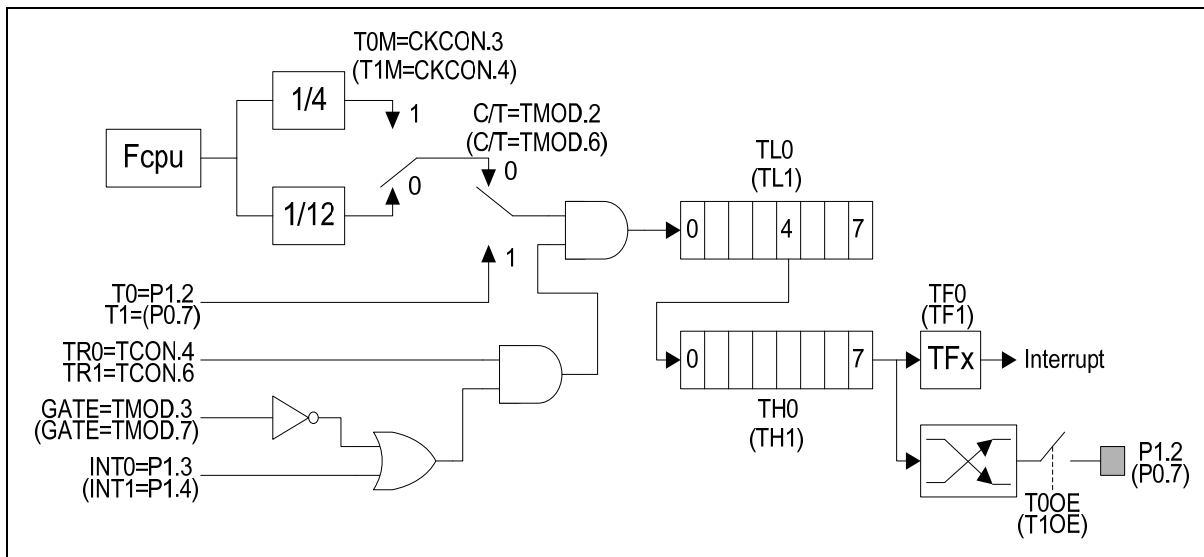 T0M=CKCON.3
(T1M=CKCON.4)
1/4
1
C/T=TMOD.2
(C/T=TMOD.6)
Fcpu
0
0
1/12
TL0
(TL1)
0 4 7
1
T0=P1.2
T1=(P0.7)
TF0
(TF1)
TR0=TCON.4
TR1=TCON.6
0 7
TFx
Interrupt
GATE=TMOD.3
(GATE=TMOD.7)
TH0
(TH1)
INT0=P1.3
(INT1=P1.4)
P1.2
(P0.7)
T0OE
(T1OE)